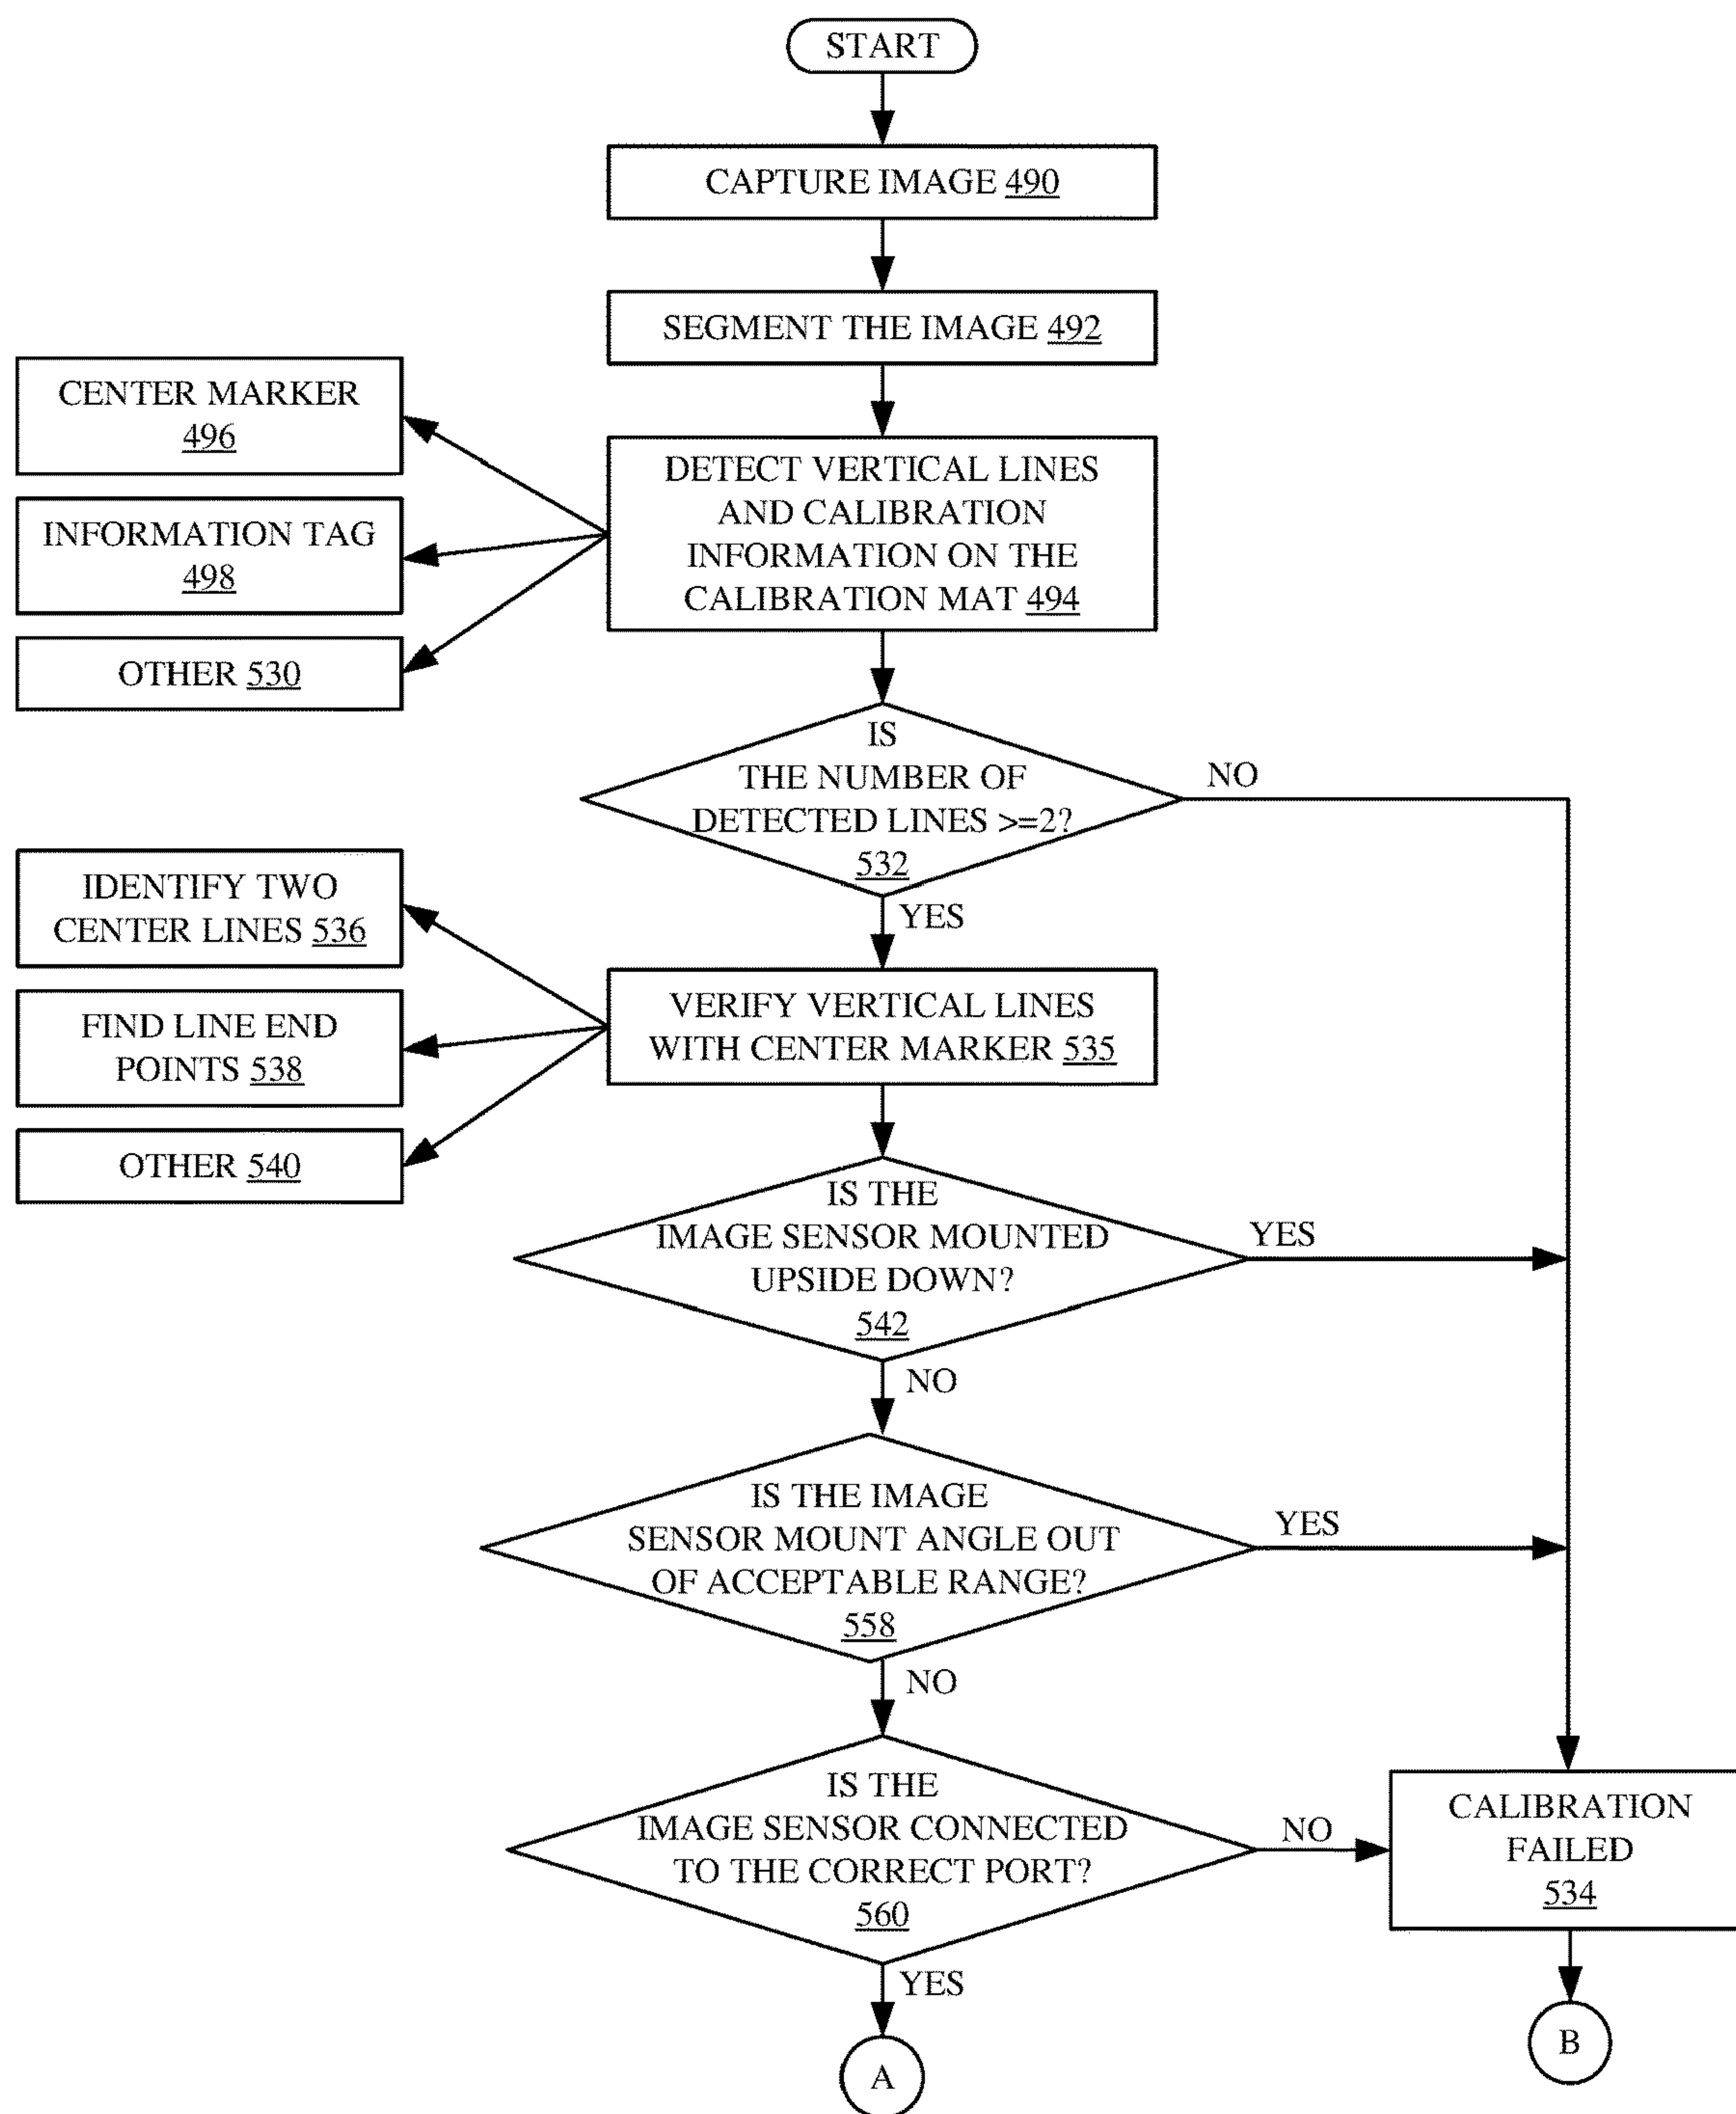 START
CAPTURE IMAGE 490
SEGMENT THE IMAGE 492
CENTER MARKER
496
INFORMATION TAG
498
OTHER 530
DETECT VERTICAL LINES
AND CALIBRATION
INFORMATION ON THE
CALIBRATION MAT 494
IS
THE NUMBER OF
DETECTED LINES >=2?
532
NO
YES
IDENTIFY TWO
CENTER LINES 536
FIND LINE END
POINTS 538
OTHER 540
VERIFY VERTICAL LINES
WITH CENTER MARKER 535
IS THE
IMAGE SENSOR MOUNTED
UPSIDE DOWN?
542
YES
NO
IS THE IMAGE
SENSOR MOUNT ANGLE OUT
OF ACCEPTABLE RANGE?
558
YES
NO
IS THE
IMAGE SENSOR CONNECTED
TO THE CORRECT PORT?
560
NO
YES
CALIBRATION
FAILED
534
A
B